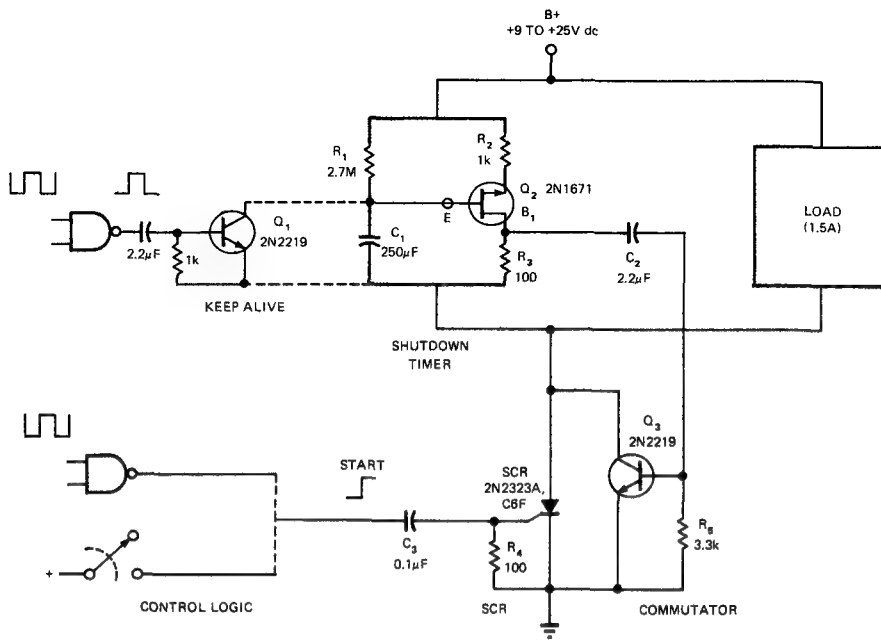 B+
+9 TO +25V dc
R1
2.7M
R2
1k
Q2 2N1671
E
B1
Q1
2N2219
2.2µF
1k
C1
250µF
R3
100
C2
2.2µF
LOAD
(1.5A)
KEEP ALIVE
SHUTDOWN
TIMER
Q3
2N2219
START
SCR
2N2323A,
C6F
C3
0.1µF
R4
100
R5
3.3k
+
CONTROL LOGIC
SCR
COMMUTATOR